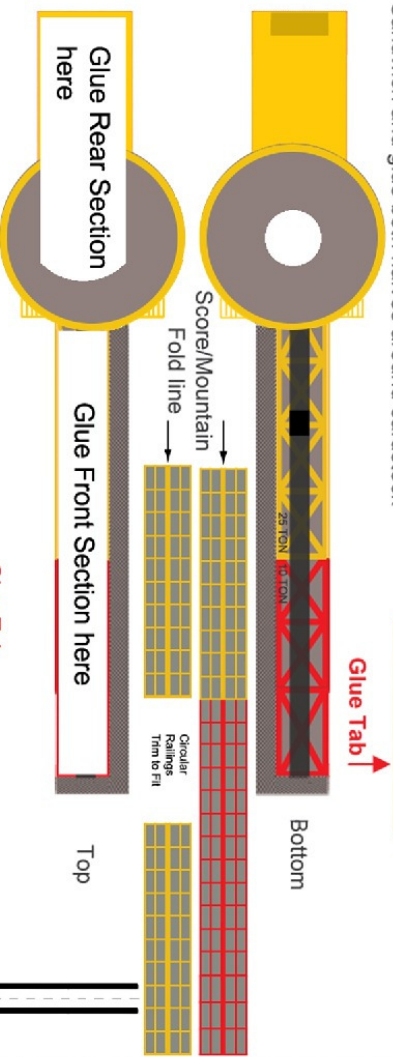 Glue Rear Section
here
Score/Mountain
Fold line
Glue Front Section here
25 TON
10 TON
Glue Tab
Circular
Railings
Trim to Fit
Bottom
Top